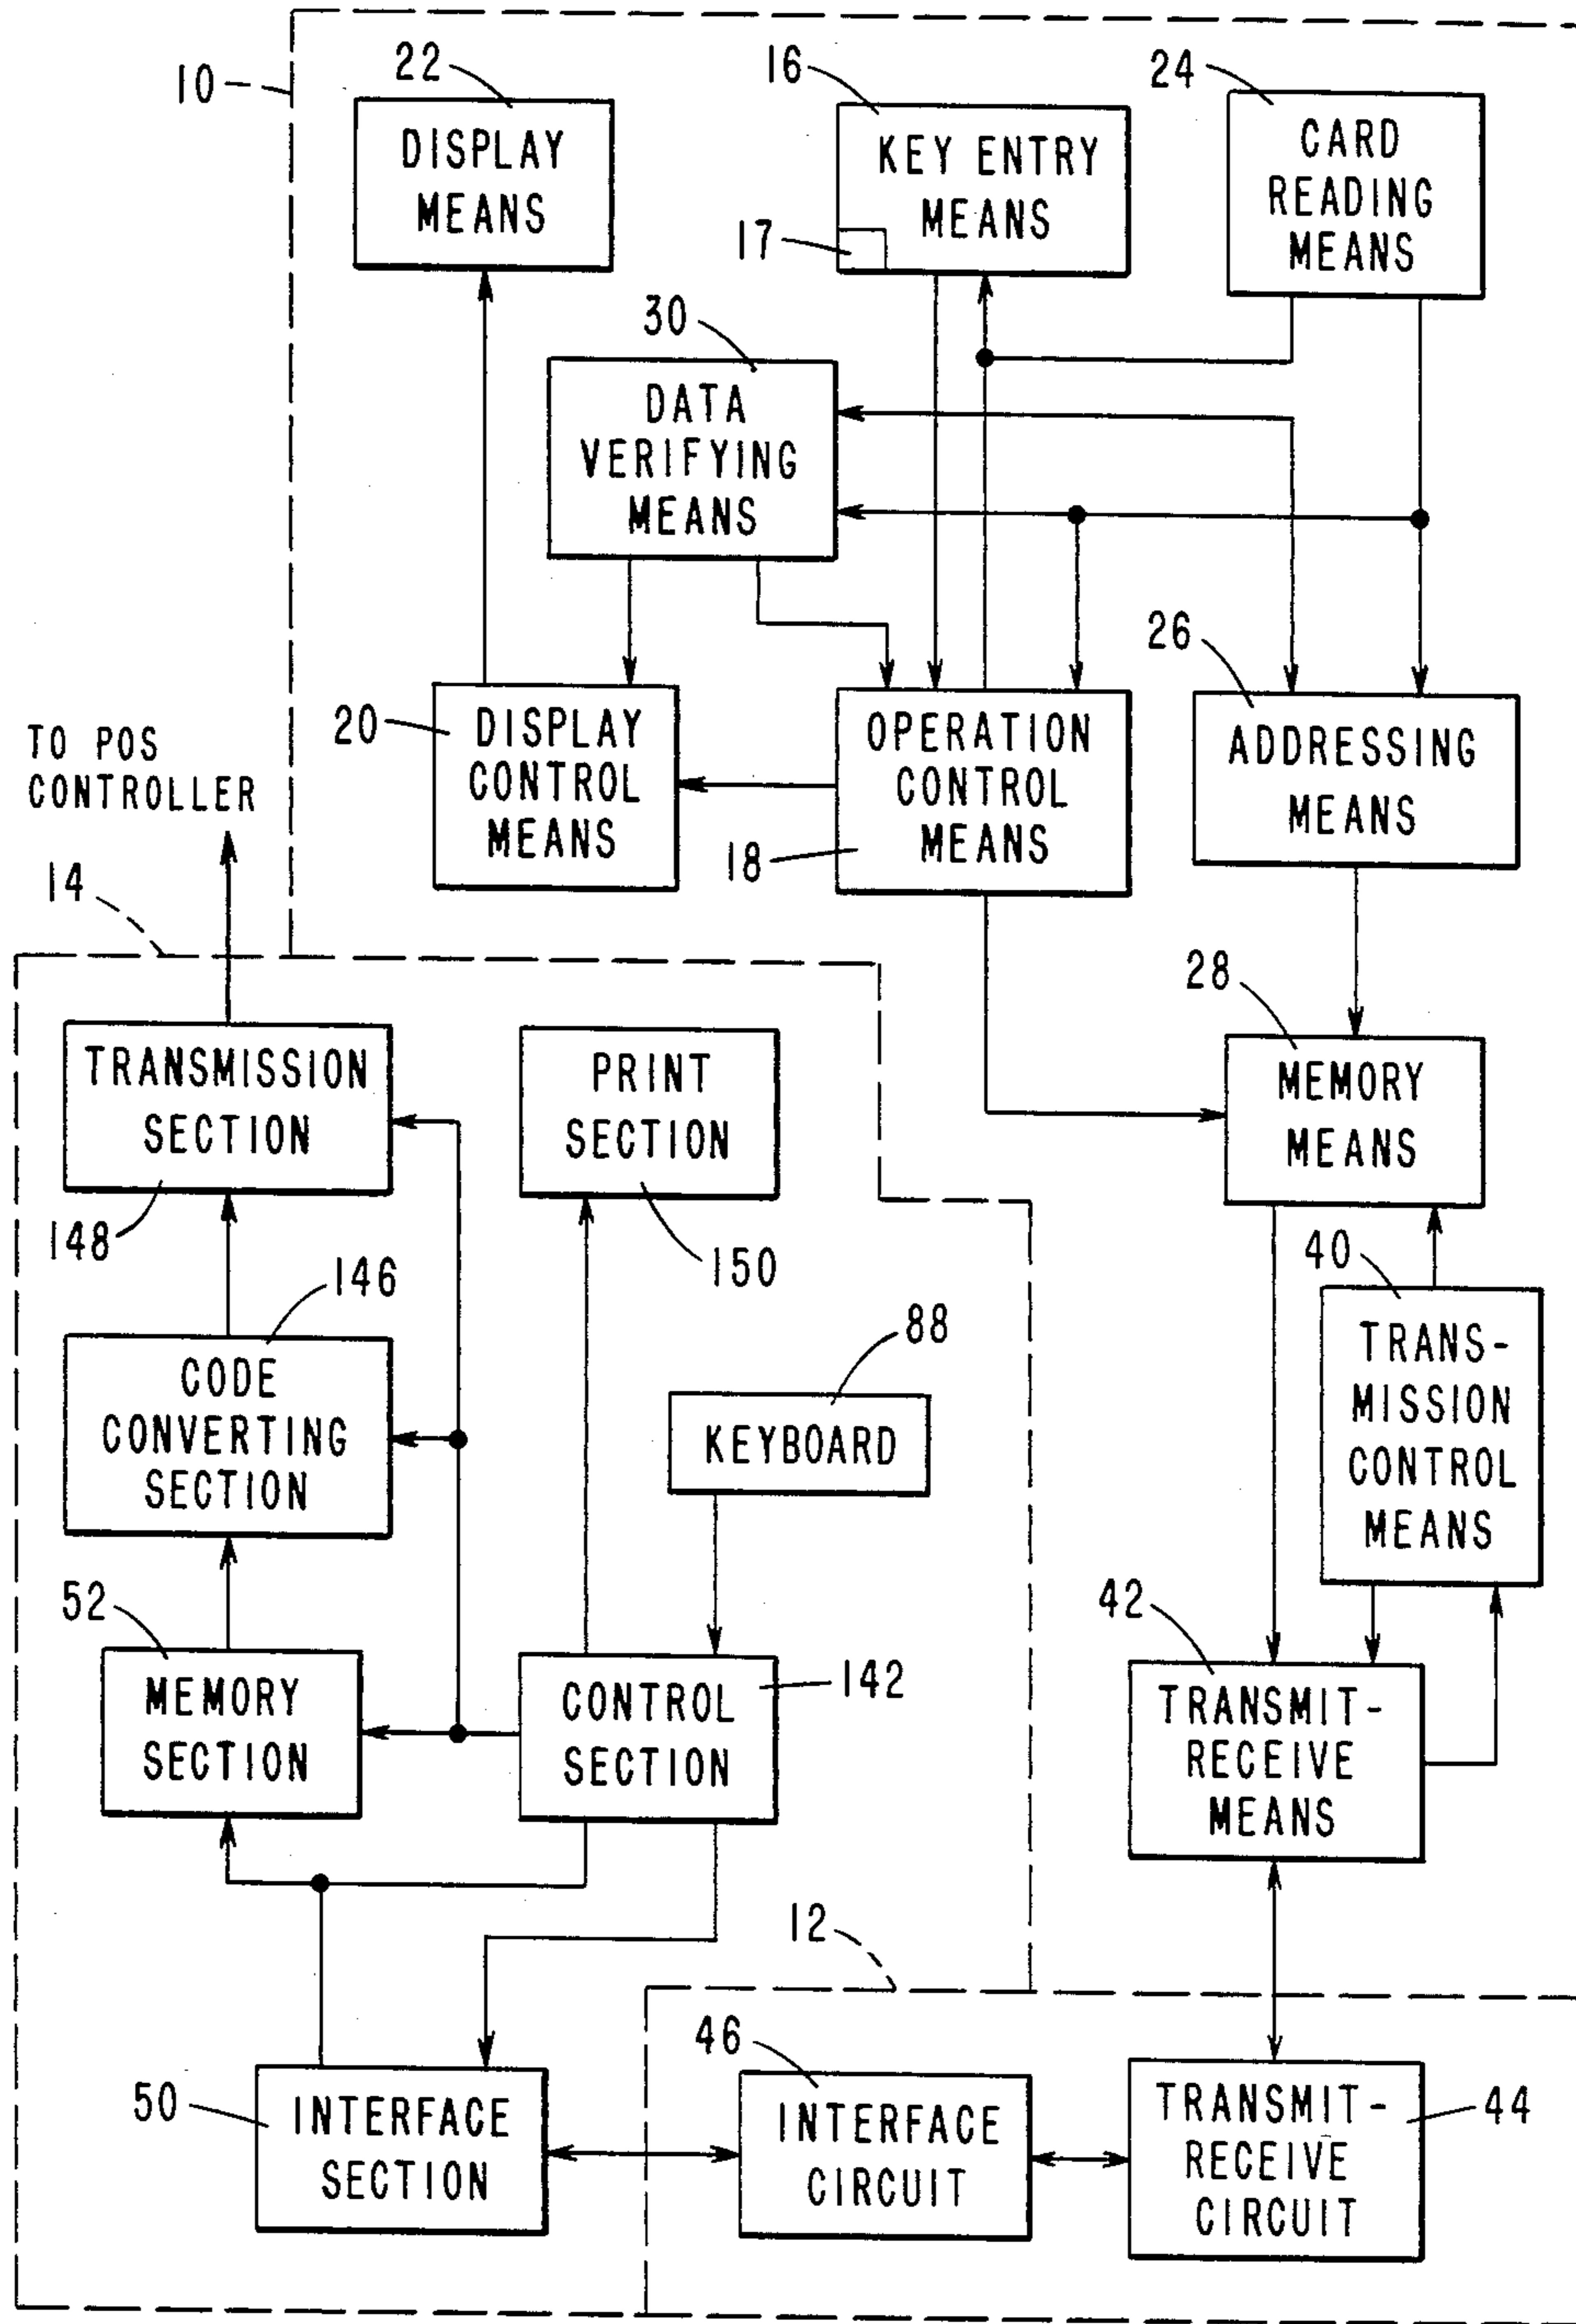 10
22
DISPLAY
MEANS
16
KEY ENTRY
MEANS
17
24
CARD
READING
MEANS
30
DATA
VERIFYING
MEANS
20
DISPLAY
CONTROL
MEANS
OPERATION
CONTROL
MEANS
18
26
ADDRESSING
MEANS
TO POS
CONTROLLER
14
28
MEMORY
MEANS
TRANSMISSION
SECTION
148
PRINT
SECTION
150
40
TRANS-
MISSION
CONTROL
MEANS
146
CODE
CONVERTING
SECTION
88
KEYBOARD
52
MEMORY
SECTION
CONTROL
SECTION
142
42
TRANSMIT-
RECEIVE
MEANS
12
50
INTERFACE
SECTION
46
INTERFACE
CIRCUIT
TRANSMIT-
RECEIVE
CIRCUIT
44